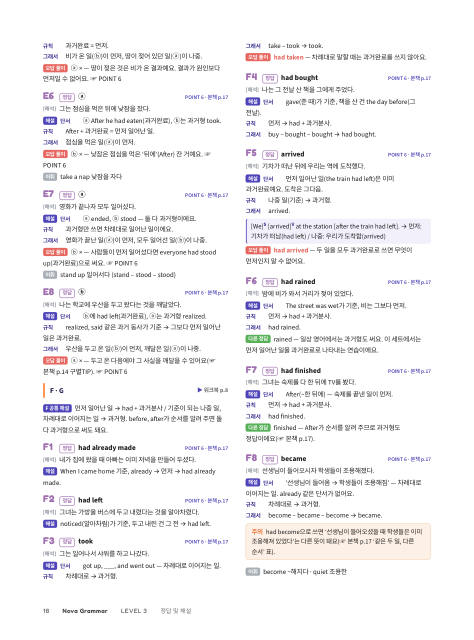 규칙 과거완료 = 먼저.
그래서 비가 온 일(ⓑ)이 먼저, 땅이 젖어 있던 일(ⓐ)이 나중.
오답 풀이 ⓐ × — 땅이 젖은 것은 비가 온 결과예요. 결과가 원인보다
먼저일 수 없어요. ☞ POINT 6
E6 정답 ⓐ POINT 6 · 본책 p.17
[해석] 그는 점심을 먹은 뒤에 낮잠을 잤다.
해설 단서 ⓐ After he had eaten(과거완료), ⓑ는 과거형 took.
규칙 After + 과거완료 = 먼저 일어난 일.
그래서 점심을 먹은 일(ⓐ)이 먼저.
오답 풀이 ⓑ × — 낮잠은 점심을 먹은 '뒤에'(After) 잔 거예요. ☞
POINT 6
어휘 take a nap 낮잠을 자다
E7 정답 ⓐ POINT 6 · 본책 p.17
[해석] 영화가 끝나자 모두 일어섰다.
해설 단서 ⓐ ended, ⓑ stood — 둘 다 과거형이에요.
규칙 과거형만 쓰면 차례대로 일어난 일이에요.
그래서 영화가 끝난 일(ⓐ)이 먼저, 모두 일어선 일(ⓑ)이 나중.
오답 풀이 ⓑ × — 사람들이 먼저 일어섰다면 everyone had stood
up(과거완료)으로 써요. ☞ POINT 6
어휘 stand up 일어서다 (stand – stood – stood)
E8 정답 ⓑ POINT 6 · 본책 p.17
[해석] 나는 학교에 우산을 두고 왔다는 것을 깨달았다.
해설 단서 ⓑ에 had left(과거완료), ⓐ는 과거형 realized.
규칙 realized, said 같은 과거 동사가 기준 → 그보다 먼저 일어난
일은 과거완료.
그래서 우산을 두고 온 일(ⓑ)이 먼저, 깨달은 일(ⓐ)이 나중.
오답 풀이 ⓐ × — 두고 온 다음에야 그 사실을 깨달을 수 있어요(☞
본책 p.14 구별TIP). ☞ POINT 6
F · G ▶ 워크북 p.8
F 공통 해설 먼저 일어난 일 → had + 과거분사 / 기준이 되는 나중 일,
차례대로 이어지는 일 → 과거형. before, after가 순서를 알려 주면 둘
다 과거형으로 써도 돼요.
F1 정답 had already made POINT 6 · 본책 p.17
[해석] 내가 집에 왔을 때 아빠는 이미 저녁을 만들어 두셨다.
해설 When I came home 기준, already → 먼저 → had already
made.
F2 정답 had left POINT 6 · 본책 p.17
[해석] 그녀는 가방을 버스에 두고 내렸다는 것을 알아차렸다.
해설 noticed(알아차림)가 기준, 두고 내린 건 그 전 → had left.
F3 정답 took POINT 6 · 본책 p.17
[해석] 그는 일어나서 샤워를 하고 나갔다.
해설 단서 got up, ___, and went out — 차례대로 이어지는 일.
규칙 차례대로 → 과거형.
그래서 take – took → took.
오답 풀이 had taken — 차례대로 말할 때는 과거완료를 쓰지 않아요.
F4 정답 had bought POINT 6 · 본책 p.17
[해석] 나는 그 전날 산 책을 그에게 주었다.
해설 단서 gave(준 때)가 기준, 책을 산 건 the day before(그
전날).
규칙 먼저 → had + 과거분사.
그래서 buy – bought – bought → had bought.
F5 정답 arrived POINT 6 · 본책 p.17
[해석] 기차가 떠난 뒤에 우리는 역에 도착했다.
해설 단서 먼저 일어난 일(the train had left)은 이미
과거완료예요. 도착은 그다음.
규칙 나중 일(기준) → 과거형.
그래서 arrived.
[We]ˢ [arrived]ⱽ at the station [after the train had left]. → 먼저:
기차가 떠남(had left) / 나중: 우리가 도착함(arrived)
오답 풀이 had arrived — 두 일을 모두 과거완료로 쓰면 무엇이
먼저인지 알 수 없어요.
F6 정답 had rained POINT 6 · 본책 p.17
[해석] 밤에 비가 와서 거리가 젖어 있었다.
해설 단서 The street was wet가 기준, 비는 그보다 먼저.
규칙 먼저 → had + 과거분사.
그래서 had rained.
다른 정답 rained — 일상 영어에서는 과거형도 써요. 이 세트에서는
먼저 일어난 일을 과거완료로 나타내는 연습이에요.
F7 정답 had finished POINT 6 · 본책 p.17
[해석] 그녀는 숙제를 다 한 뒤에 TV를 봤다.
해설 단서 After(~한 뒤에) — 숙제를 끝낸 일이 먼저.
규칙 먼저 → had + 과거분사.
그래서 had finished.
다른 정답 finished — After가 순서를 알려 주므로 과거형도
정답이에요(☞ 본책 p.17).
F8 정답 became POINT 6 · 본책 p.17
[해석] 선생님이 들어오시자 학생들이 조용해졌다.
해설 단서 '선생님이 들어옴 → 학생들이 조용해짐' — 차례대로
이어지는 일. already 같은 단서가 없어요.
규칙 차례대로 → 과거형.
그래서 become – became – become → became.
주의 had become으로 쓰면 '선생님이 들어오셨을 때 학생들은 이미
조용해져 있었다'는 다른 뜻이 돼요(☞ 본책 p.17 '같은 두 일, 다른
순서' 표).
어휘 become ~해지다 · quiet 조용한
16 Nova Grammar LEVEL 3 정답 및 해설